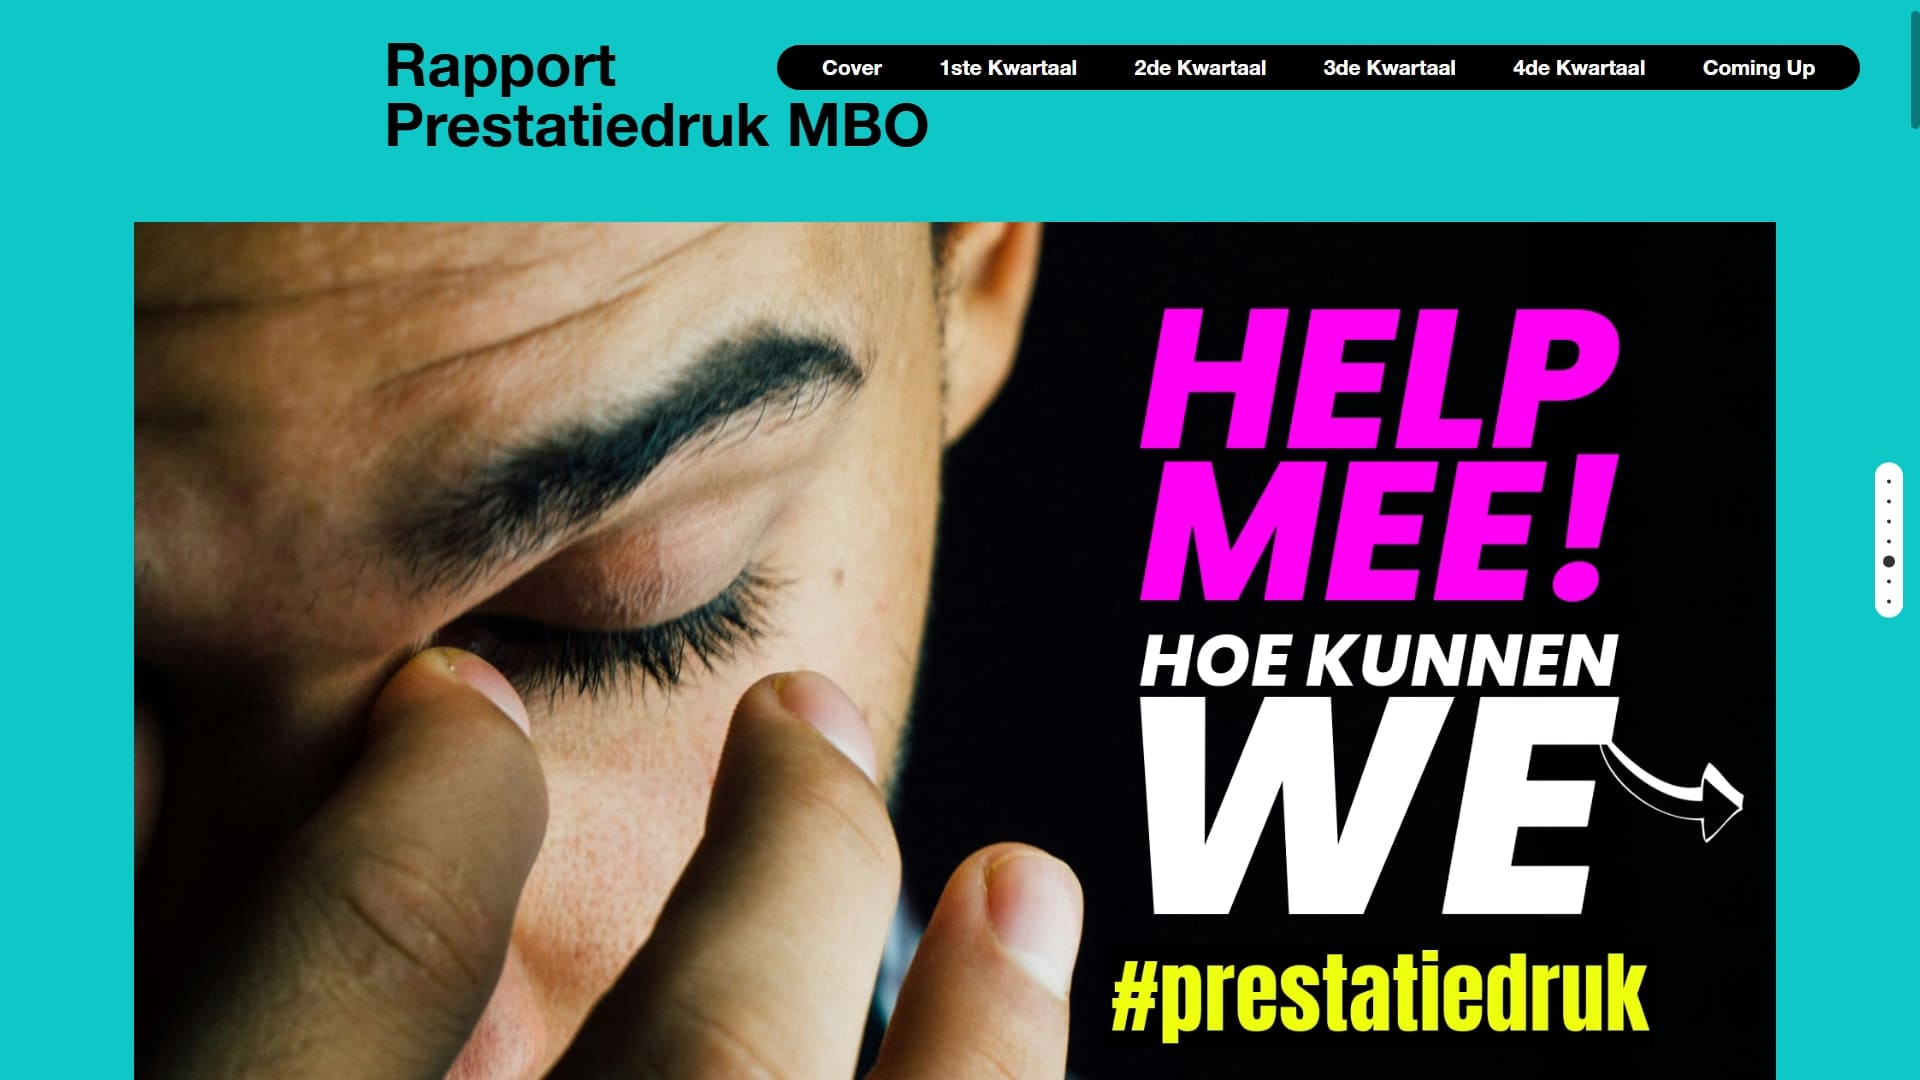 Rapport
Prestatiedruk MBO
Cover 1ste Kwartaal 2de Kwartaal 3de Kwartaal 4de Kwartaal Coming Up
HELP
MEE!
HOE KUNNEN
WE
#prestatiedruk